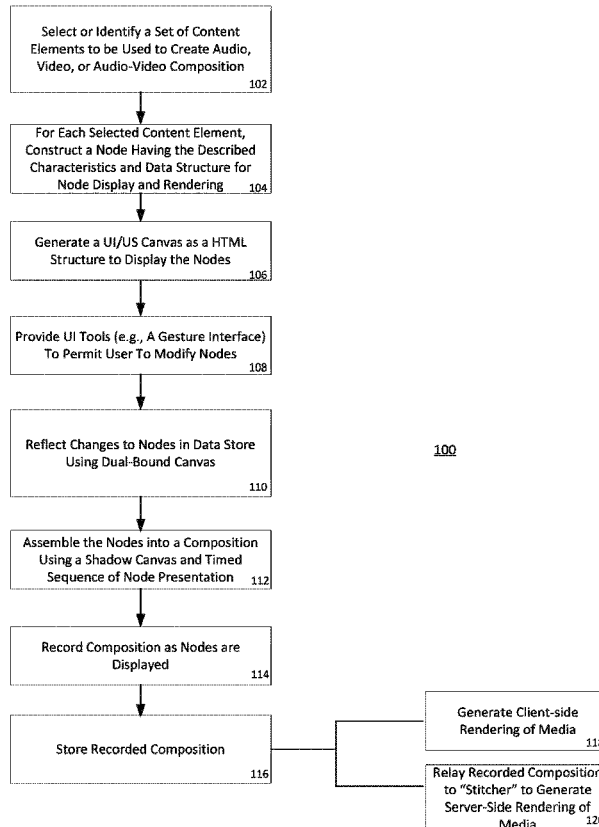 Select or Identify a Set of Content
Elements to be Used to Create Audio,
Video, or Audio-Video Composition
102
For Each Selected Content Element,
Construct a Node Having the Described
Characteristics and Data Structure for
Node Display and Rendering
104
Generate a UI/US Canvas as a HTML
Structure to Display the Nodes
106
Provide UI Tools (e.g., A Gesture Interface)
To Permit User To Modify Nodes
108
Reflect Changes to Nodes in Data Store
Using Dual-Bound Canvas
110
100
Assemble the Nodes into a Composition
Using a Shadow Canvas and Timed
Sequence of Node Presentation
112
Record Composition as Nodes are
Displayed
114
Store Recorded Composition
116
Generate Client-side
Rendering of Media
118
Relay Recorded Composition
to “Stitcher” to Generate
Server-Side Rendering of
Media
120